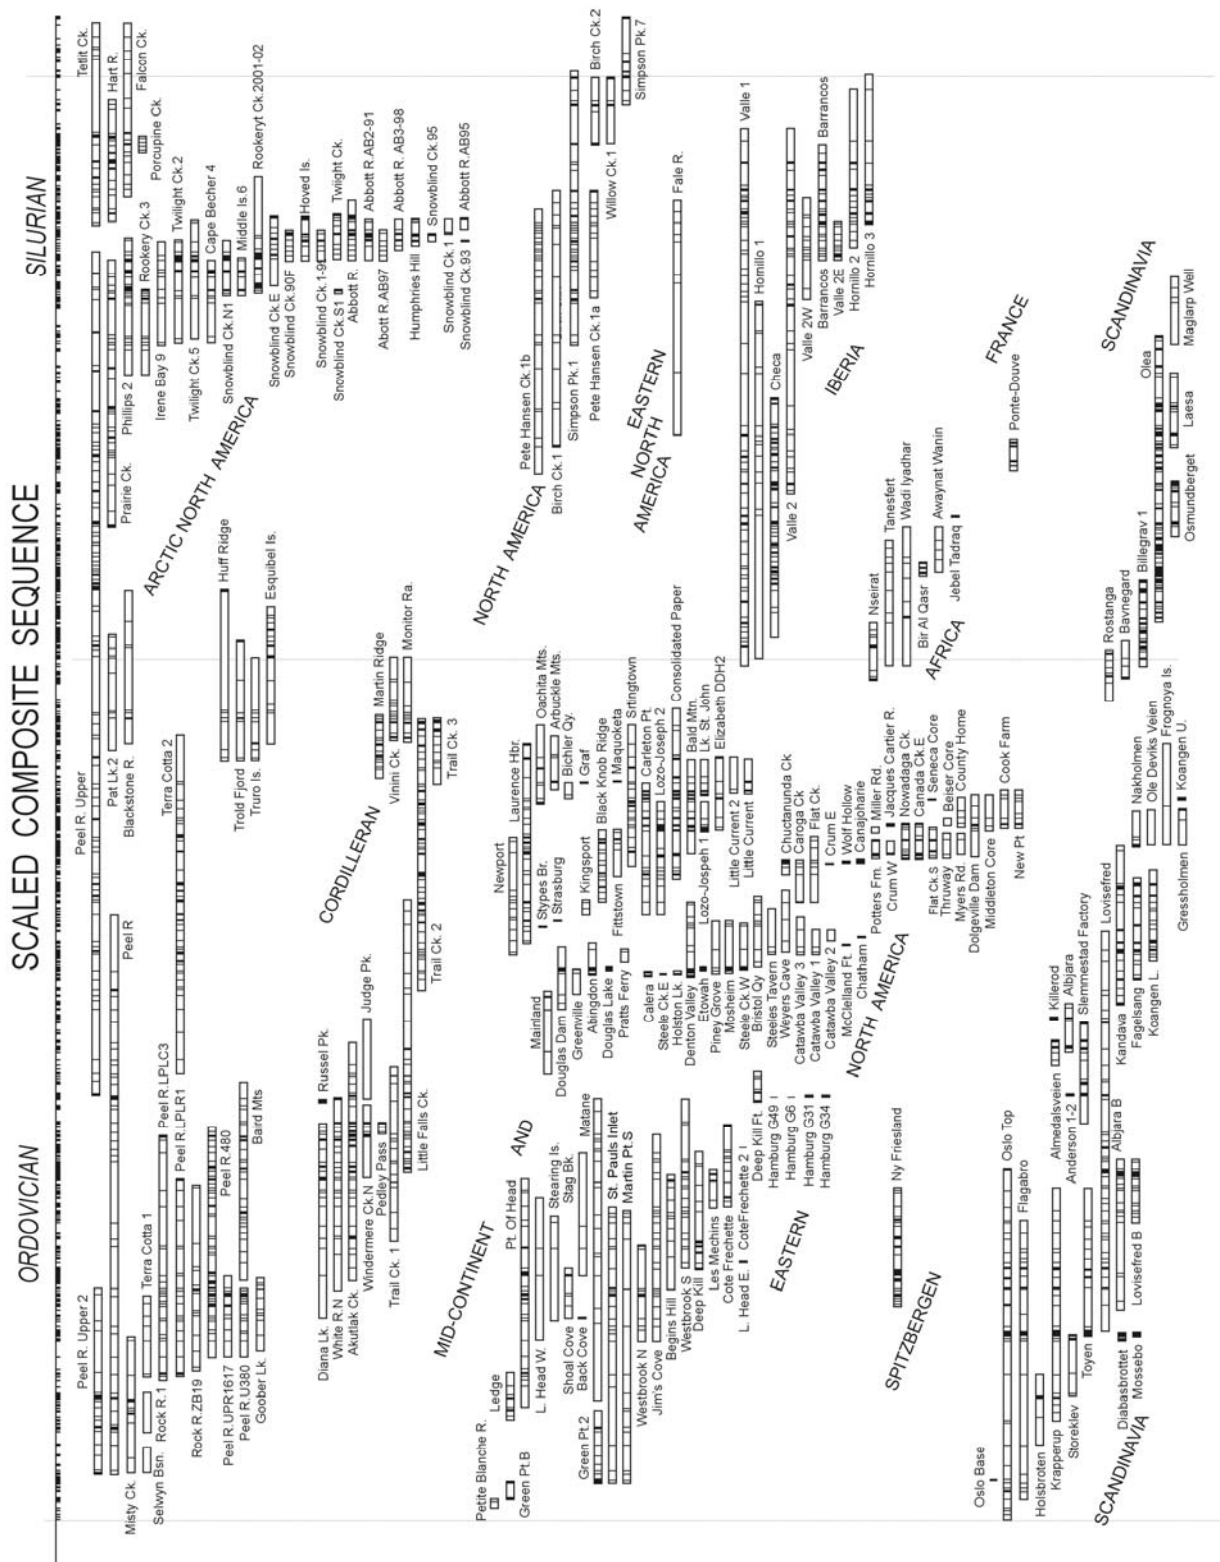 SCALED COMPOSITE SEQUENCE
ORDOVICIAN
SILURIAN
Peel R. Upper 2
Peel R. Upper
Tetlit Ck.
Misty Ck.
Peel R
Pat Lk.2
Prairie Ck.
Hart R.
Selwyn Bsn.
Blackstone R.
Phillips 2
Falcon Ck.
Rock R.1
Terra Cotta 1
Terra Cotta 2
Rookery Ck.3
Porcupine Ck.
Peel R.LPLC3
Irene Bay 9
Rock R.ZB19
Peel R.LPLR1
Twilight Ck.2
Twilight Ck.5
Peel R.UPR1617
Peel R.480
Cape Becher 4
Peel R.U380
Snowblind Ck.N1
Middle Is.6
Goober Lk.
Bard Mts
ARCTIC NORTH AMERICA
Huff Ridge
Trold Fjord
Truro Is.
Esquibel Is.
Rookeryt Ck.2001-02
Snowblind Ck.E
Snowblind Ck.90F
Hoved Is.
Snowblind Ck.1-9
Snowblind Ck.S1
Twiight Ck.
Abbott R.
Abbott R.AB2-91
Abott R.AB97
Abbott R. AB3-98
Humphries Hill
Snowblind Ck.95
Snowblind Ck.1
Snowblind Ck.93
Abbott R.AB95
CORDILLERAN
Diana Lk.
Russel Pk.
White R.N
Akutlak Ck.
Windermere Ck.N
Judge Pk.
Pedley Pass
Trail Ck. 1
Little Falls Ck.
Trail Ck. 2
Vinini Ck.
Martin Ridge
Monitor Ra.
Trail Ck. 3
NORTH AMERICA
Pete Hansen Ck.1b
Birch Ck.1
Simpson Pk.1
Pete Hansen Ck.1a
Willow Ck.1
Birch Ck.2
Simpson Pk.7
MID-CONTINENT
AND
EASTERN
NORTH AMERICA
Petite Blanche R.
Green Pt.B
Ledge
Pt. Of Head
L. Head W.
Stearing Is.
Shoal Cove
Stag Bk.
Back Cove
Matane
Green Pt.2
St. Pauls Inlet
Martin Pt.S
Westbrook N
Jim's Cove
Begins Hill
Westbrook S
Deep Kill
Les Mechins
Cote Frechette
L. Head E.
CoteFrechette 2
Deep Kill Ft.
Hamburg G49
Hamburg G6
Hamburg G31
Hamburg G34
Newport
Laurence Hbr.
Mainland
Stypes Br.
Oachita Mts.
Strasburg
Arbuckle Mts.
Douglas Dam
Bichler Qy.
Greenville
Kingsport
Graf
Abingdon
Black Knob Ridge
Douglas Lake
Fittstown
Maquoketa
Pratts Ferry
Srtingtown
Calera
Carleton Pt.
Steele Ck.E
Lozo-Joseph 2
Holston Lk.
Consolidated Paper
Denton Valley
Bald Mtn.
Etowah
Lozo-Jospeh 1
Lk. St. John
Piney Grove
Elizabeth DDH2
Mosheim
Little Current 2
Steele Ck.W
Little Current
Bristol Qy
Steeles Tavern
Weyers Cave
Chuctanunda Ck
Catawba Valley 3
Caroga Ck
Catawba Valley 1
Flat Ck.
Catawba Valley 2
Crum E
McClelland Ft.
Wolf Hollow
Chatham
Canajoharie
Potters Fm.
Miller Rd.
Crum W
Jacques Cartier R.
Nowadaga Ck.
Canada Ck.E
Flat Ck.S
Seneca Core
Thruway
Beiser Core
Myers Rd.
County Home
Dolgeville Dam
Middleton Core
Cook Farm
New Pt
EASTERN
NORTH
AMERICA
Fale R.
IBERIA
Valle 1
Hornillo 1
Checa
Valle 2
Valle 2W
Barrancos
Barrancos
Valle 2E
Hornillo 2
Hornillo 3
AFRICA
Nseirat
Tanesfert
Wadi Iyadhar
Bir Al Qasr
Awaynat Wanin
Jebel Tadraq
FRANCE
Ponte-Douve
SPITZBERGEN
Ny Friesland
SCANDINAVIA
Oslo Base
Oslo Top
Flagabro
Holsbroten
Krapperup
Almedalsveien
Killerod
Storeklev
Anderson 1-2
Albjara
Toyen
Slemmestad Factory
Lovisefred
Diabasbrottet
Albjara B
Kandava
Mossebo
Lovisefred B
Fagelsang
Nakholmen
Koangen L.
Ole Deviks Veien
Frognoya Is.
Gressholmen
Koangen U.
SCANDINAVIA
Rostanga
Bavnegard
Billegrav 1
Olea
Osmundberget
Laesa
Maglarp Well